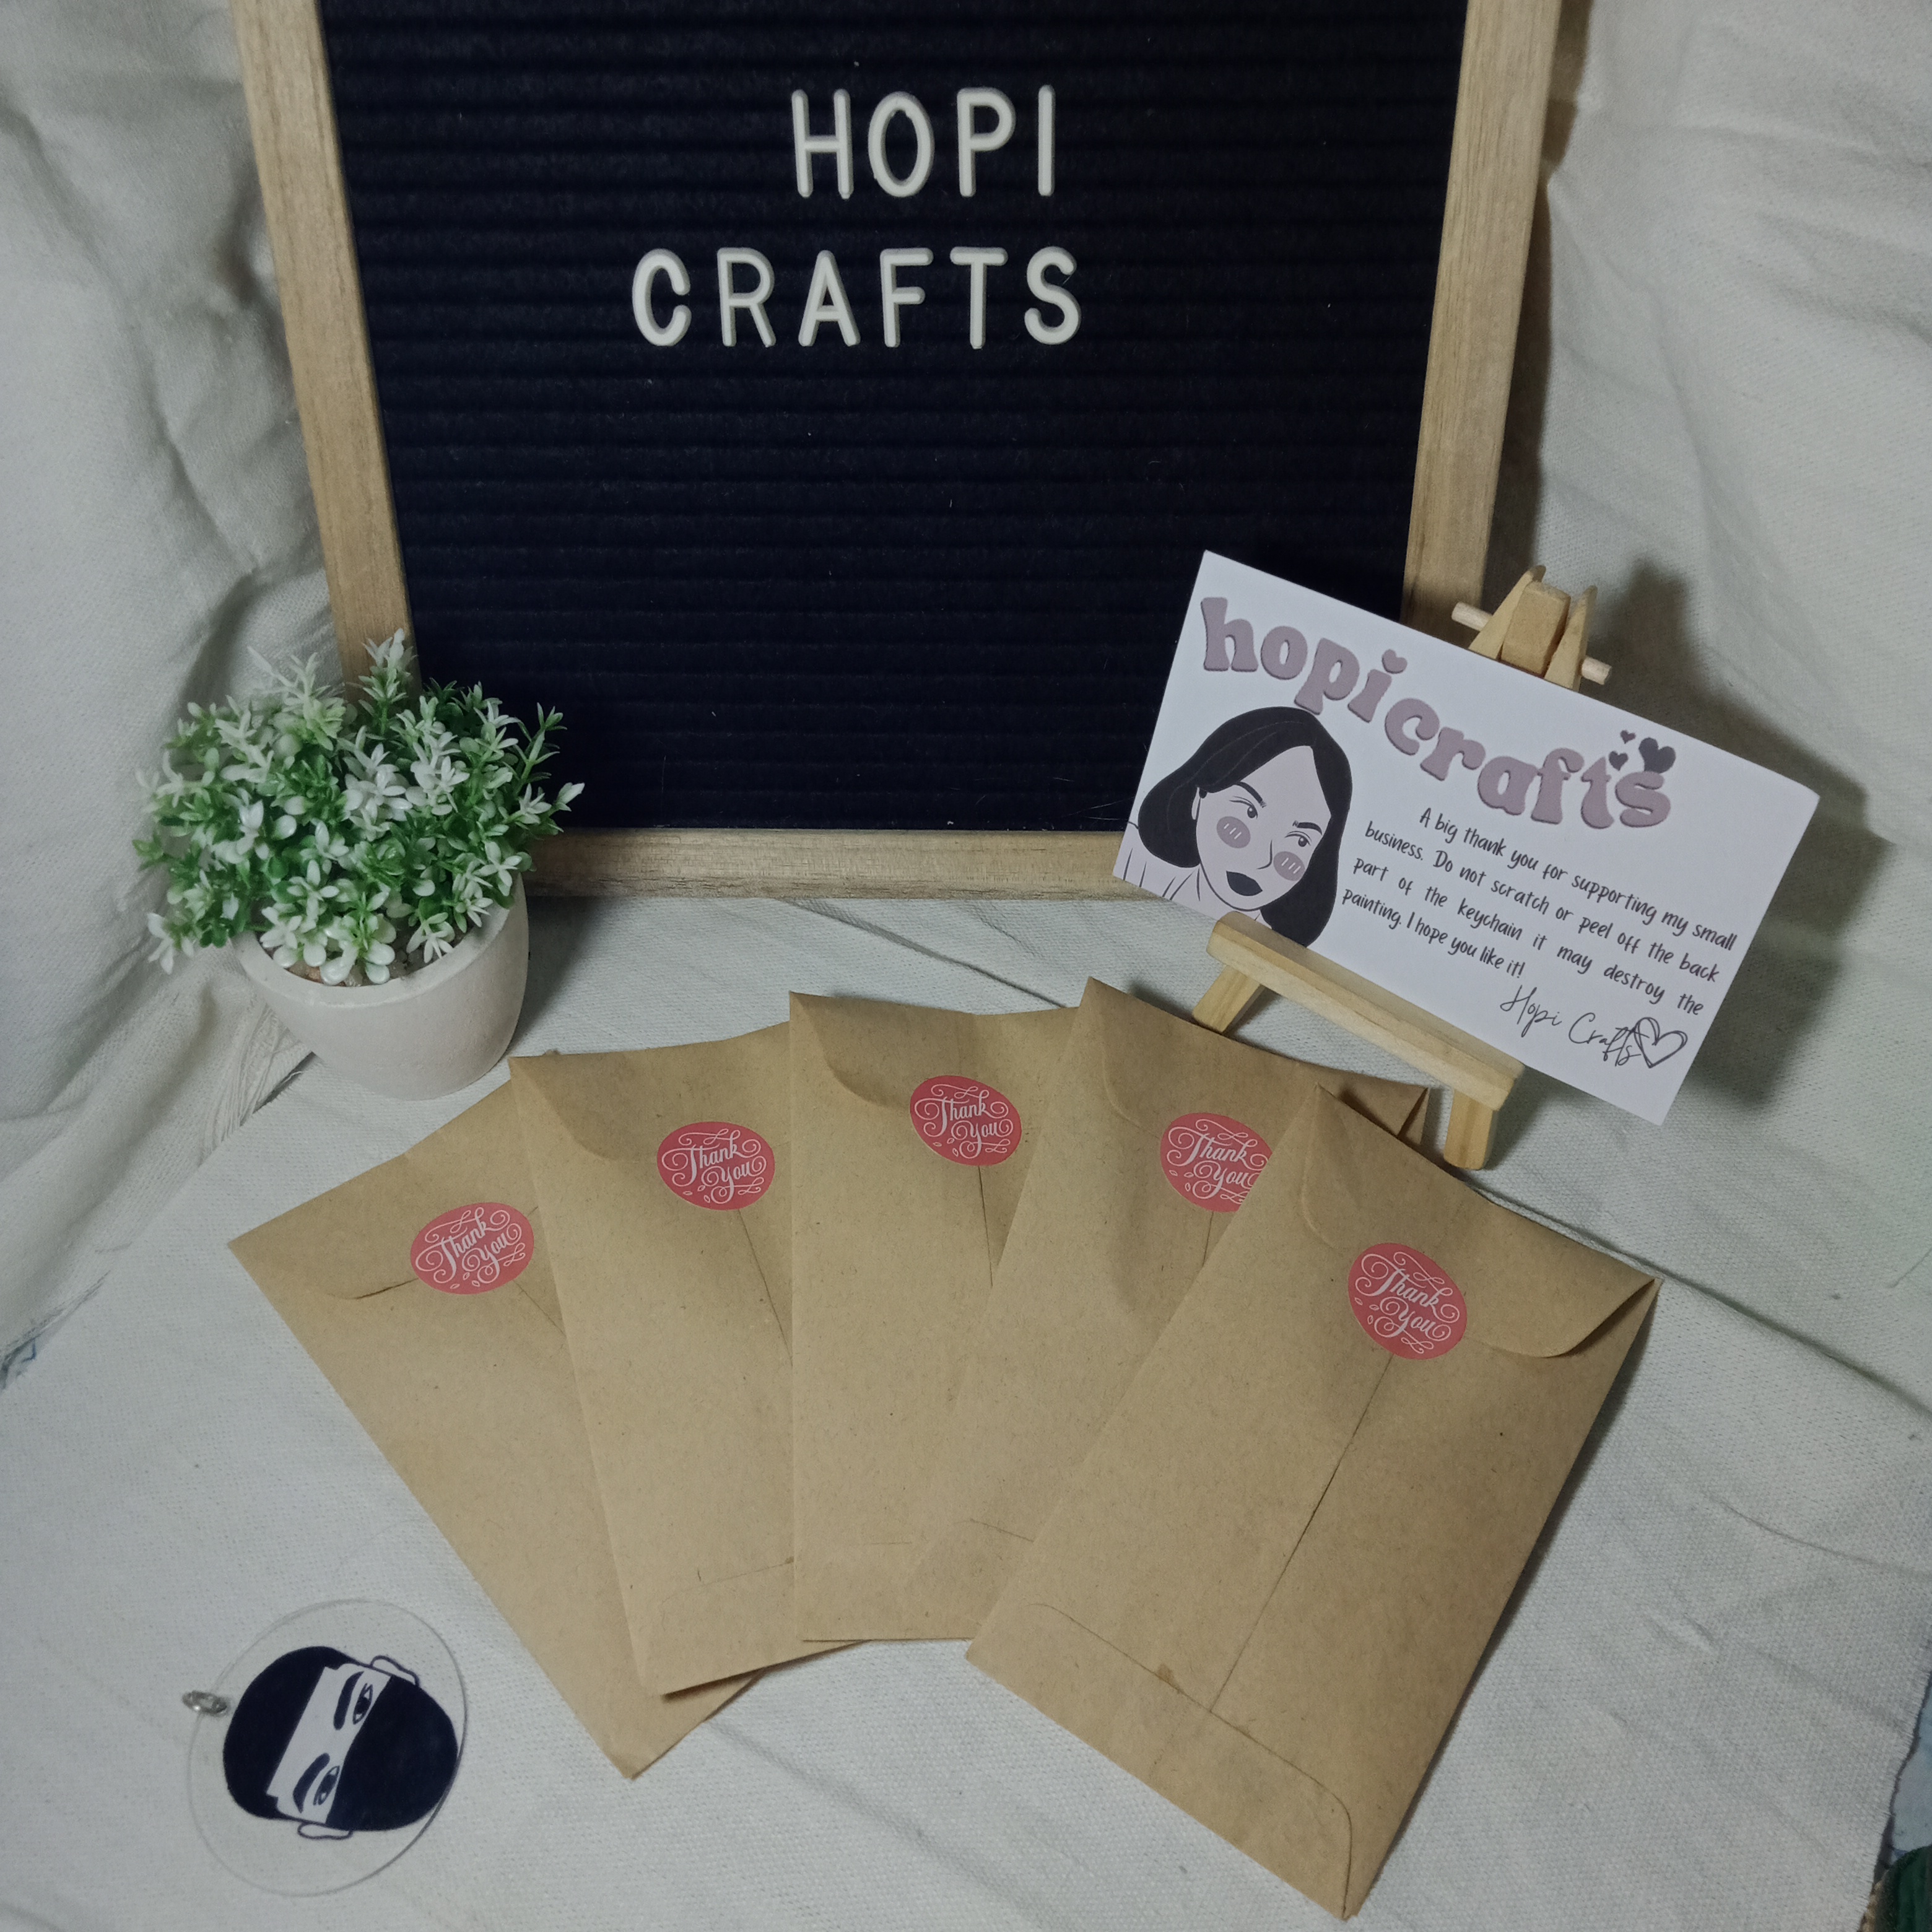 HOPI
CRAFTS
hopicrafts
A big thank you for supporting my small
business. Do not scratch or peel off the back
part of the keychain it may destroy the
painting. I hope you like it!
Hopi Crafts
Thank
You
Thank
You
Thank
You
Thank
You
Thank
You